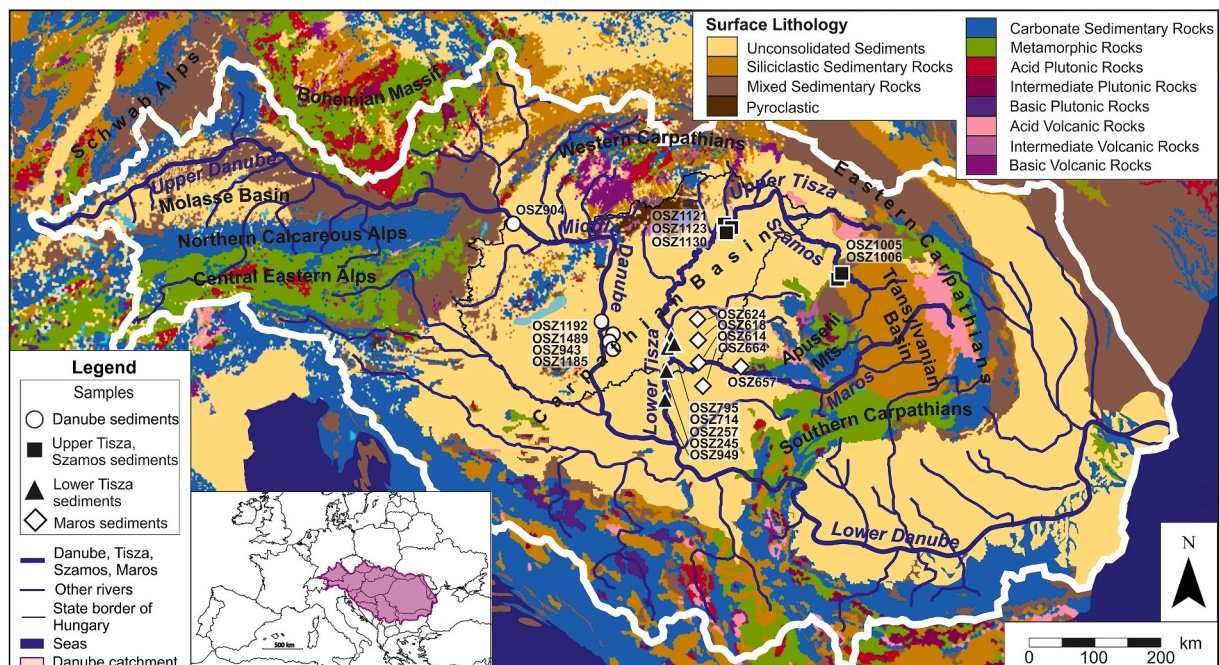 Surface Lithology
Unconsolidated Sediments
Siliciclastic Sedimentary Rocks
Mixed Sedimentary Rocks
Pyroclastic
Carbonate Sedimentary Rocks
Metamorphic Rocks
Acid Plutonic Rocks
Intermediate Plutonic Rocks
Basic Plutonic Rocks
Acid Volcanic Rocks
Intermediate Volcanic Rocks
Basic Volcanic Rocks
Schwab Alps
Bohemian Massif
Western Carpathians
Eastern Carpathians
Upper Danube
Molasse Basin
Northern Calcareous Alps
Central Eastern Alps
OSZ904
Middle Danube
OSZ1121
OSZ1123
OSZ1130
Upper Tisza
Szamos
OSZ1005
OSZ1006
Carpathian Basin
Transylvanian
Basin
Apuseni
Mts.
OSZ1192
OSZ1489
OSZ943
OSZ1185
Lower Tisza
OSZ624
OSZ618
OSZ614
OSZ664
OSZ657
Maros
OSZ795
OSZ714
OSZ257
OSZ245
OSZ949
Southern Carpathians
Lower Danube
Legend
Samples
Danube sediments
Upper Tisza,
Szamos sediments
Lower Tisza
sediments
Maros sediments
Danube, Tisza,
Szamos, Maros
Other rivers
State border of
Hungary
Seas
Danube catchment
500 km
N
km
0 100 200